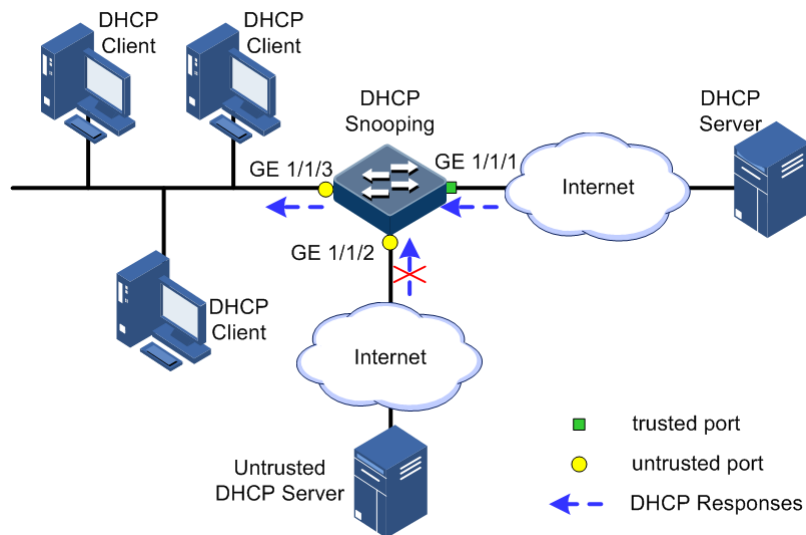 DHCP
Client
DHCP
Client
DHCP
Snooping
DHCP
Server
GE 1/1/3
GE 1/1/1
Internet
GE 1/1/2
DHCP
Client
Internet
Untrusted
DHCP Server
trusted port
untrusted port
DHCP Responses